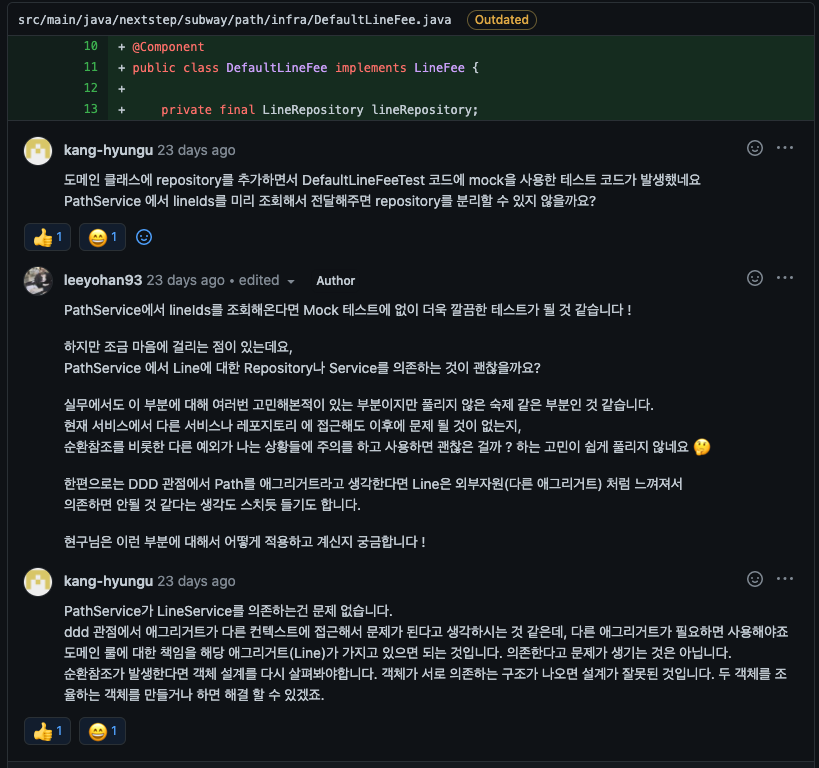 src/main/java/nextstep/subway/path/infra/DefaultLineFee.java Outdated
10 + @Component
11 + public class DefaultLineFee implements LineFee {
12 +
13 + private final LineRepository lineRepository;
kang-hyungu 23 days ago
도메인 클래스에 repository를 추가하면서 DefaultLineFeeTest 코드에 mock을 사용한 테스트 코드가 발생했네요
PathService 에서 lineIds를 미리 조회해서 전달해주면 repository를 분리할 수 있지 않을까요?
👍 1 😄 1
leeyohan93 23 days ago • edited Author
PathService에서 lineIds를 조회해온다면 Mock 테스트에 없이 더욱 깔끔한 테스트가 될 것 같습니다 !
하지만 조금 마음에 걸리는 점이 있는데요,
PathService 에서 Line에 대한 Repository나 Service를 의존하는 것이 괜찮을까요?
실무에서도 이 부분에 대해 여러번 고민해본적이 있는 부분이지만 풀리지 않은 숙제 같은 부분인 것 같습니다.
현재 서비스에서 다른 서비스나 레포지토리 에 접근해도 이후에 문제 될 것이 없는지,
순환참조를 비롯한 다른 예외가 나는 상황들에 주의를 하고 사용하면 괜찮은 걸까 ? 하는 고민이 쉽게 풀리지 않네요 🤔
한편으로는 DDD 관점에서 Path를 애그리거트라고 생각한다면 Line은 외부자원(다른 애그리거트) 처럼 느껴져서
의존하면 안될 것 같다는 생각도 스치듯 들기도 합니다.
현구님은 이런 부분에 대해서 어떻게 적용하고 계신지 궁금합니다 !
kang-hyungu 23 days ago
PathService가 LineService를 의존하는건 문제 없습니다.
ddd 관점에서 애그리거트가 다른 컨텍스트에 접근해서 문제가 된다고 생각하시는 것 같은데, 다른 애그리거트가 필요하면 사용해야죠
도메인 룰에 대한 책임을 해당 애그리거트(Line)가 가지고 있으면 되는 것입니다. 의존한다고 문제가 생기는 것은 아닙니다.
순환참조가 발생한다면 객체 설계를 다시 살펴봐야합니다. 객체가 서로 의존하는 구조가 나오면 설계가 잘못된 것입니다. 두 객체를 조
율하는 객체를 만들거나 하면 해결 할 수 있겠죠.
👍 1 😄 1